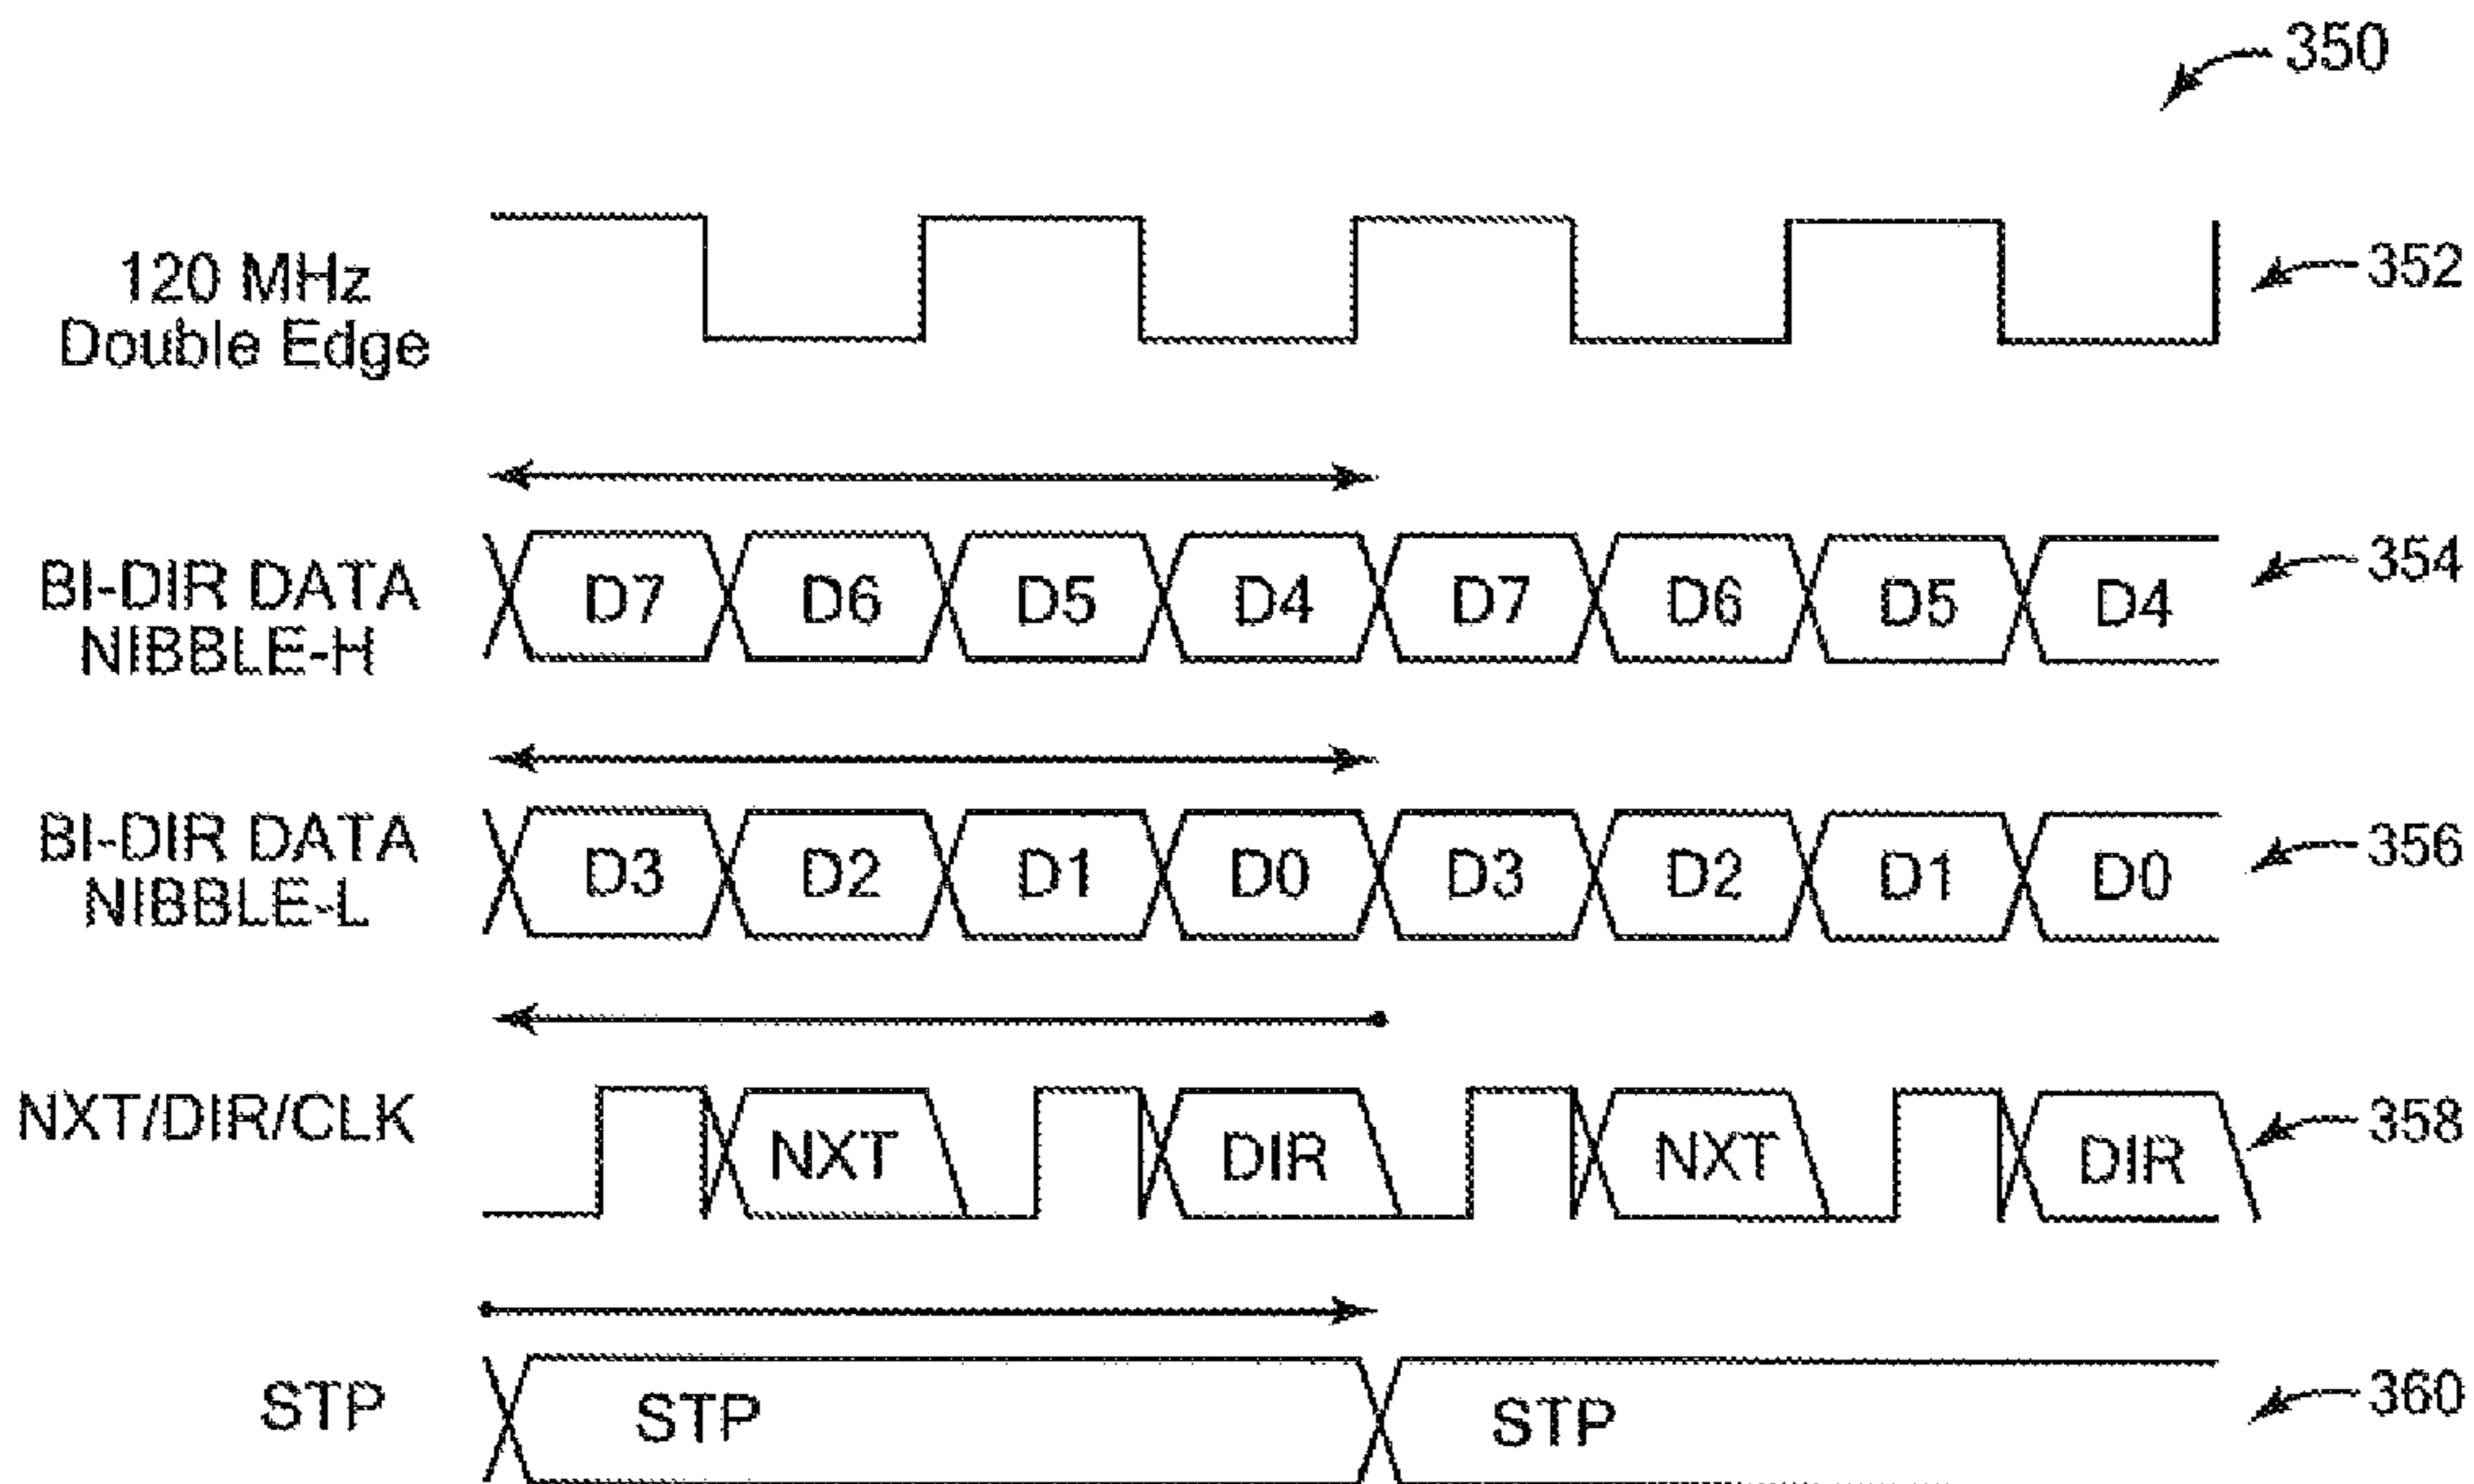 350
120 MHz
Double Edge
352
BI-DIR DATA
NIBBLE-H
D7 D6 D5 D4 D7 D6 D5 D4
354
BI-DIR DATA
NIBBLE-L
D3 D2 D1 D0 D3 D2 D1 D0
356
NXT/DIR/CLK
NXT DIR NXT DIR
358
STP
STP STP
360